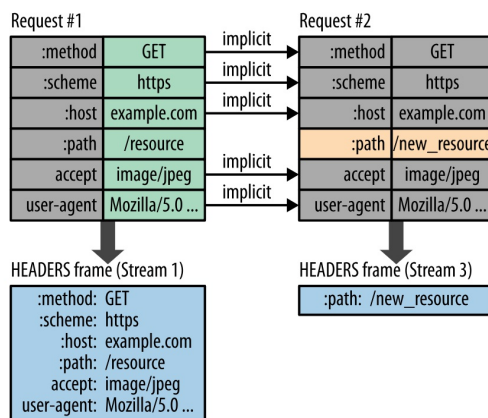 Request #1
:method GET
:scheme https
:host example.com
:path /resource
accept image/jpeg
user-agent Mozilla/5.0 ...
implicit
implicit
implicit
implicit
implicit
Request #2
:method GET
:scheme https
:host example.com
:path /new_resource
accept image/jpeg
user-agent Mozilla/5.0 ...
HEADERS frame (Stream 1)
:method: GET
:scheme: https
:host: example.com
:path: /resource
accept: image/jpeg
user-agent: Mozilla/5.0 ...
HEADERS frame (Stream 3)
:path: /new_resource